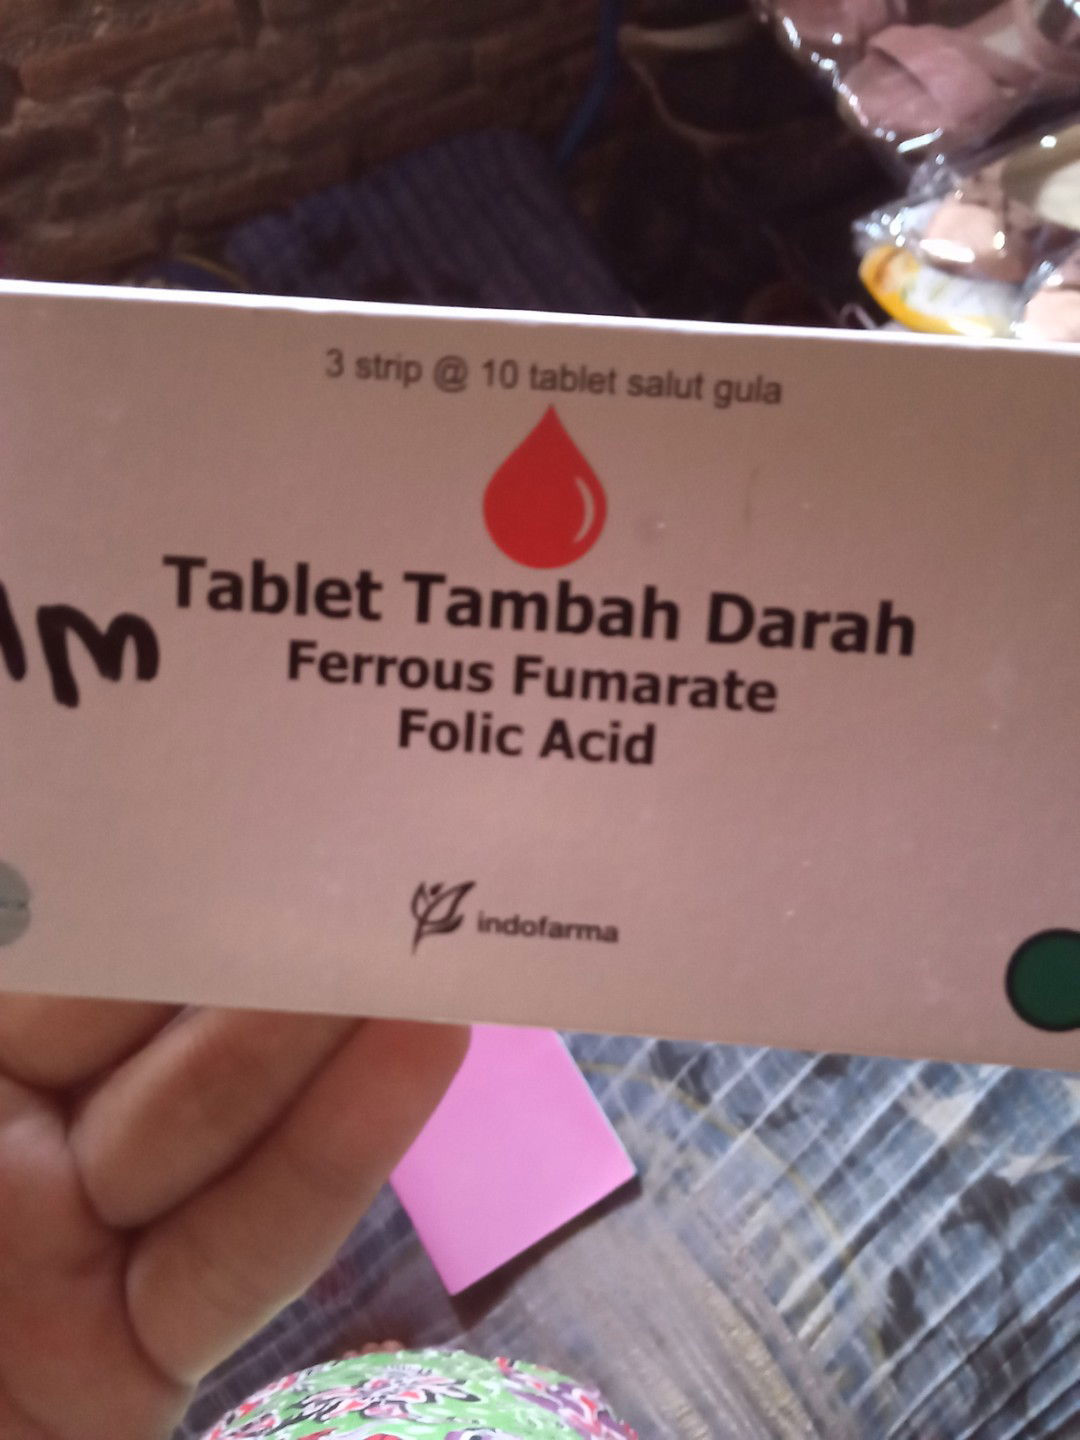 3 strip @ 10 tablet salut gula
Tablet Tambah Darah
Ferrous Fumarate
Folic Acid
indofarma